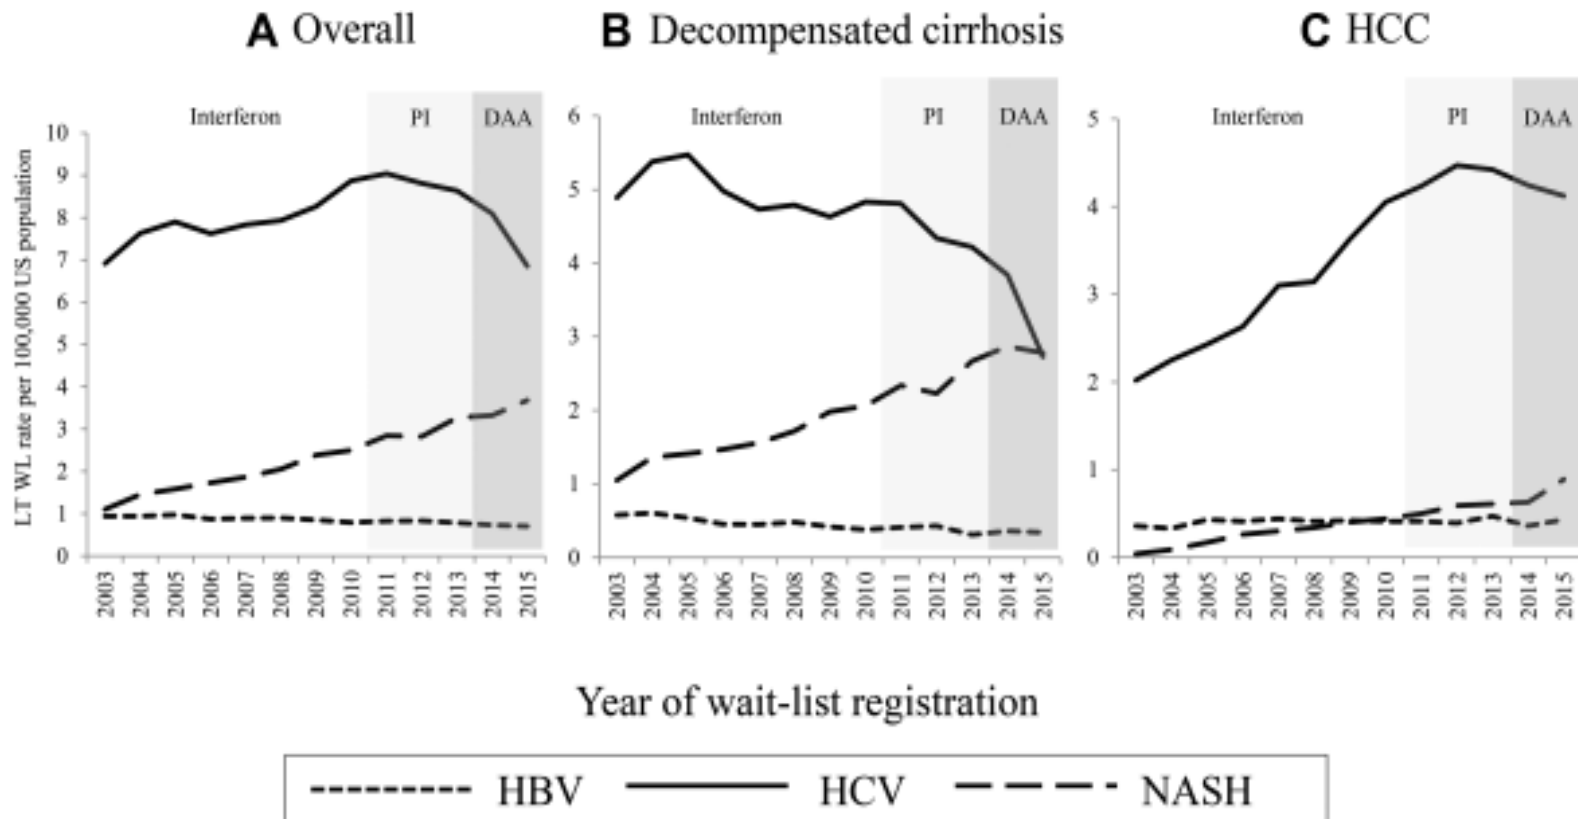 A Overall
B Decompensated cirrhosis
C HCC
LT WL rate per 100,000 US population
Interferon PI DAA
10
9
8
7
6
5
4
3
2
1
0
2003 2004 2005 2006 2007 2008 2009 2010 2011 2012 2013 2014 2015
Interferon PI DAA
6
5
4
3
2
1
0
2003 2004 2005 2006 2007 2008 2009 2010 2011 2012 2013 2014 2015
Interferon PI DAA
5
4
3
2
1
0
2003 2004 2005 2006 2007 2008 2009 2010 2011 2012 2013 2014 2015
Year of wait-list registration
HBV HCV NASH